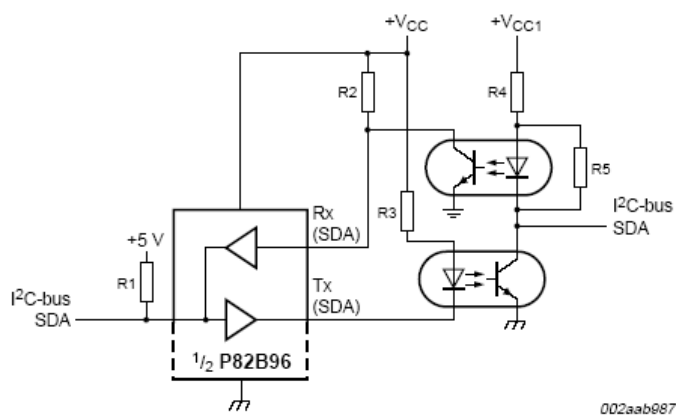 +VCC
+VCC1
R2
R4
R5
R3
Rx
(SDA)
I²C-bus
SDA
+5 V
R1
Tx
(SDA)
I²C-bus
SDA
1/2 P82B96
002aab987